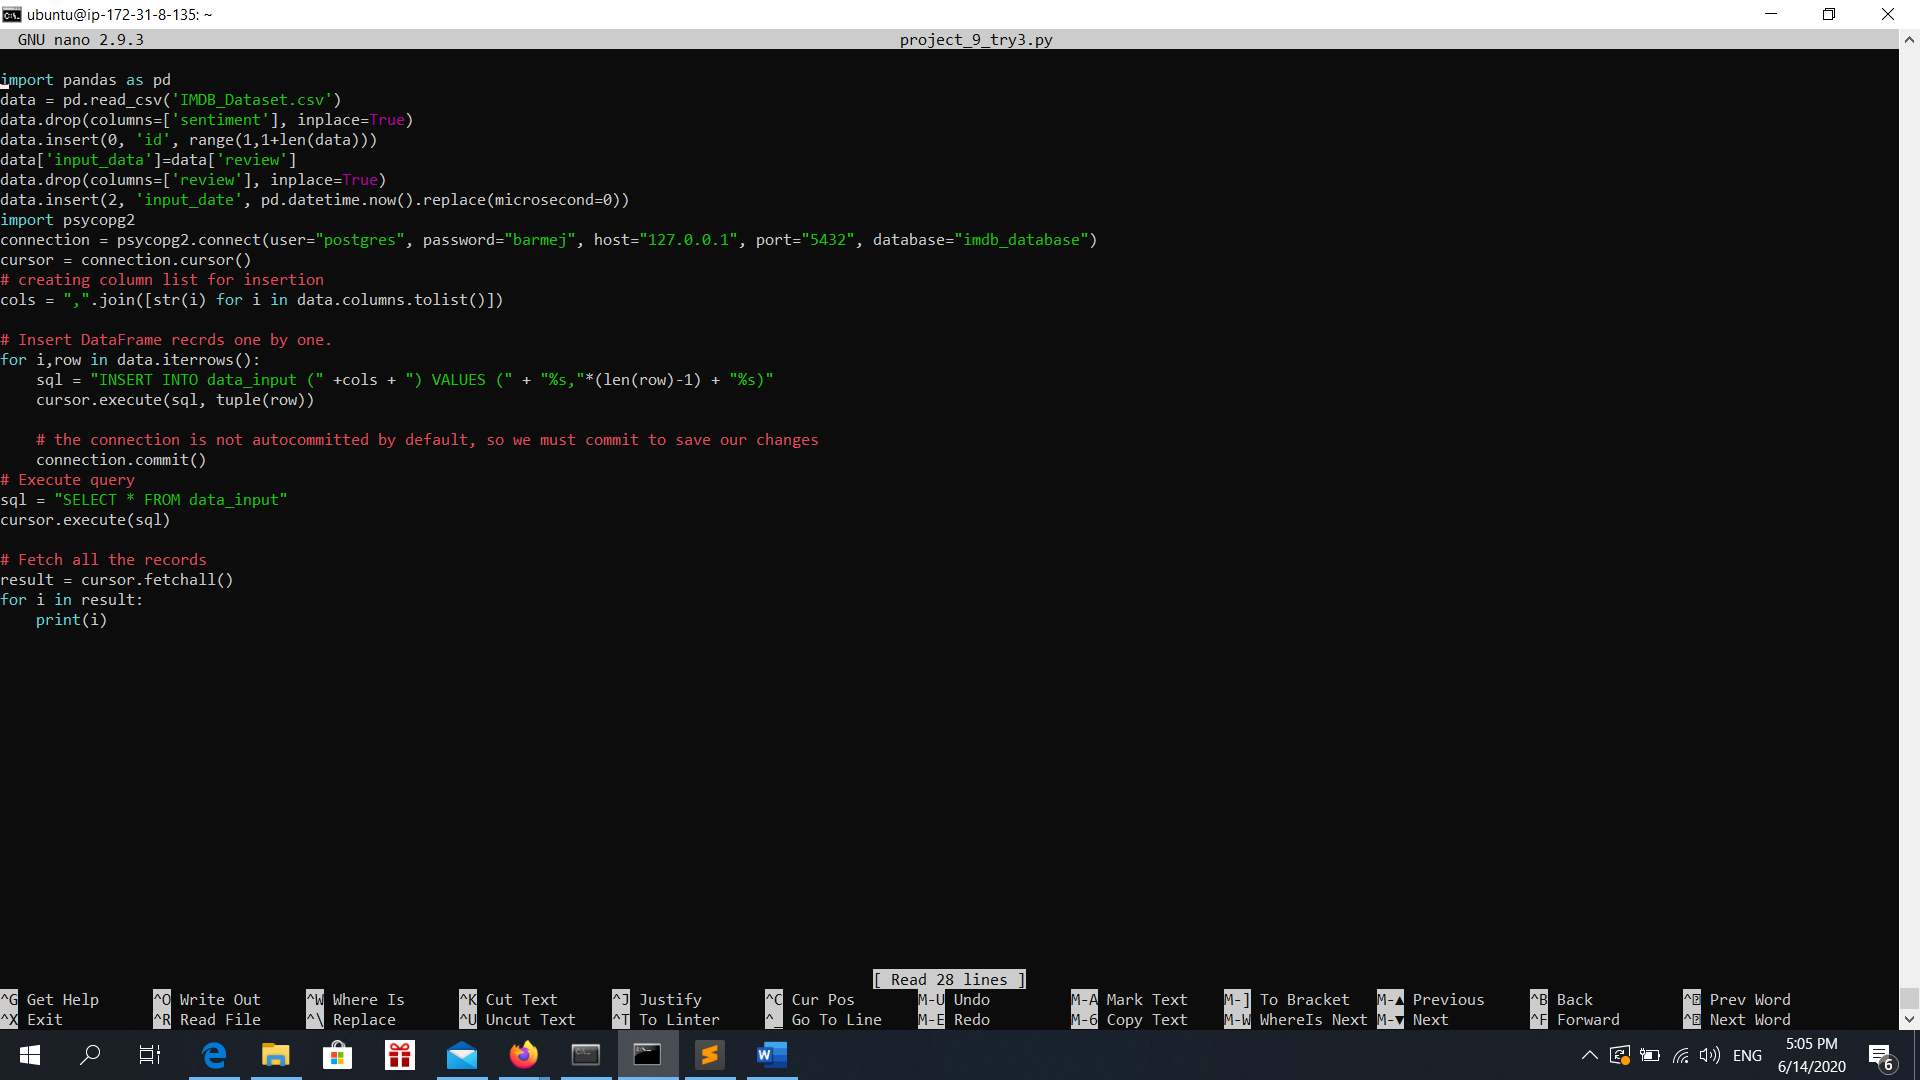 ubuntu@ip-172-31-8-135: ~
GNU nano 2.9.3 project_9_try3.py
import pandas as pd
data = pd.read_csv('IMDB_Dataset.csv')
data.drop(columns=['sentiment'], inplace=True)
data.insert(0, 'id', range(1,1+len(data)))
data['input_data']=data['review']
data.drop(columns=['review'], inplace=True)
data.insert(2, 'input_date', pd.datetime.now().replace(microsecond=0))
import psycopg2
connection = psycopg2.connect(user="postgres", password="barmej", host="127.0.0.1", port="5432", database="imdb_database")
cursor = connection.cursor()
# creating column list for insertion
cols = ",".join([str(i) for i in data.columns.tolist()])
# Insert DataFrame recrds one by one.
for i,row in data.iterrows():
    sql = "INSERT INTO data_input (" +cols + ") VALUES (" + "%s,"*(len(row)-1) + "%s)"
    cursor.execute(sql, tuple(row))
    # the connection is not autocommitted by default, so we must commit to save our changes
    connection.commit()
# Execute query
sql = "SELECT * FROM data_input"
cursor.execute(sql)
# Fetch all the records
result = cursor.fetchall()
for i in result:
    print(i)
[ Read 28 lines ]
^G Get Help ^O Write Out ^W Where Is ^K Cut Text ^J Justify ^C Cur Pos M-U Undo M-A Mark Text M-] To Bracket M-▲ Previous ^B Back ^ Prev Word
^X Exit ^R Read File ^\ Replace ^U Uncut Text ^T To Linter ^_ Go To Line M-E Redo M-6 Copy Text M-W WhereIs Next M-▼ Next ^F Forward ^ Next Word
ENG
5:05 PM
6/14/2020
6